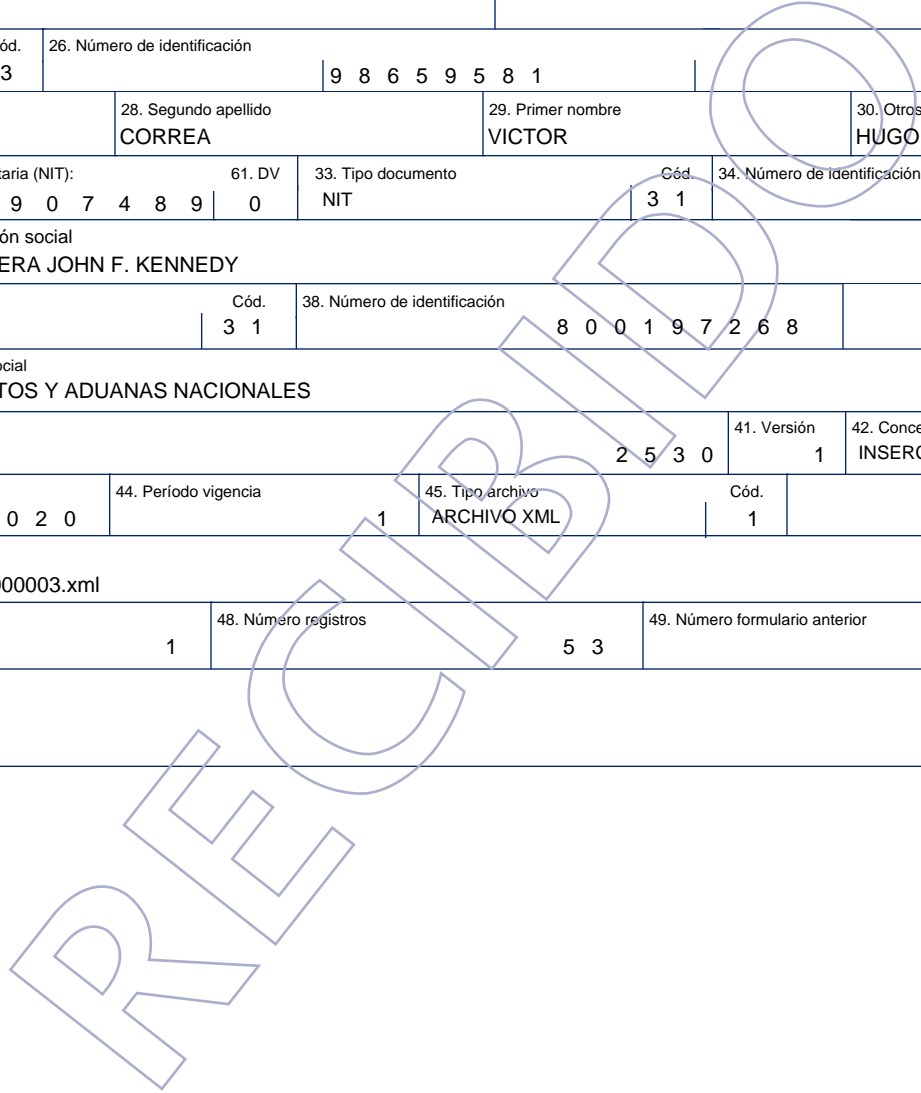 ód. 26. Número de identificación
3 9 8 6 5 9 5 8 1
28. Segundo apellido 29. Primer nombre 30. Otros
CORREA VICTOR HUGO
taria (NIT): 61. DV 33. Tipo documento Cód. 34. Número de identificación
9 0 7 4 8 9 0 NIT 3 1
ón social
ERA JOHN F. KENNEDY
Cód. 38. Número de identificación
3 1 8 0 0 1 9 7 2 6 8
ocial
TOS Y ADUANAS NACIONALES
41. Versión 42. Conce
2 5 3 0 1 INSERC
44. Período vigencia 45. Tipo archivo Cód.
0 2 0 1 ARCHIVO XML 1
00003.xml
48. Número registros 49. Número formulario anterior
1 5 3
RECIBIDO